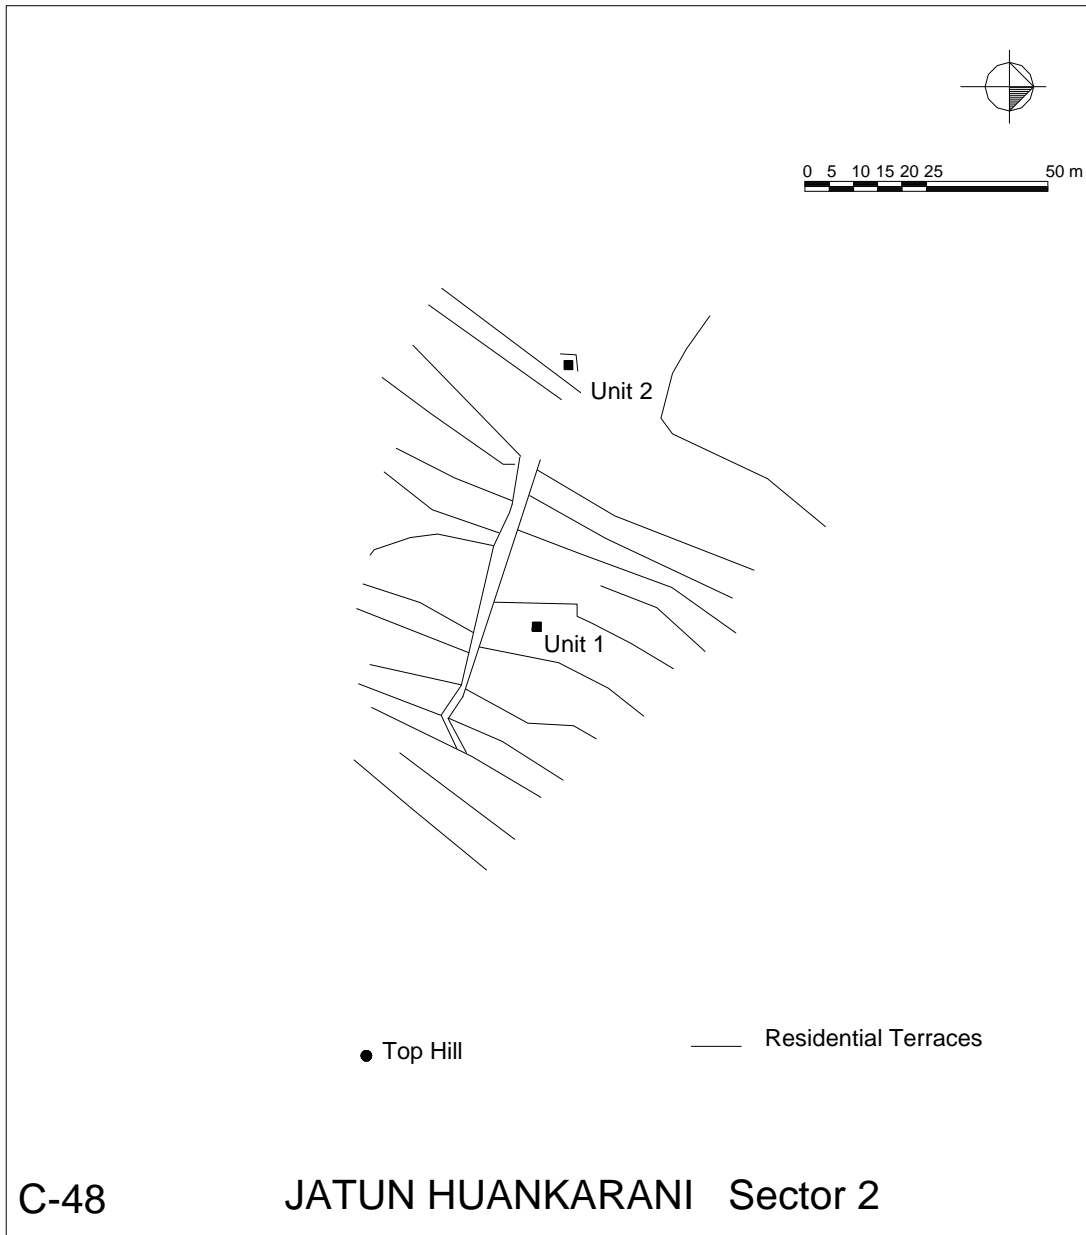 0 5 10 15 20 25 50 m
Unit 2
Unit 1
Top Hill
Residential Terraces
C-48 JATUN HUANKARANI Sector 2